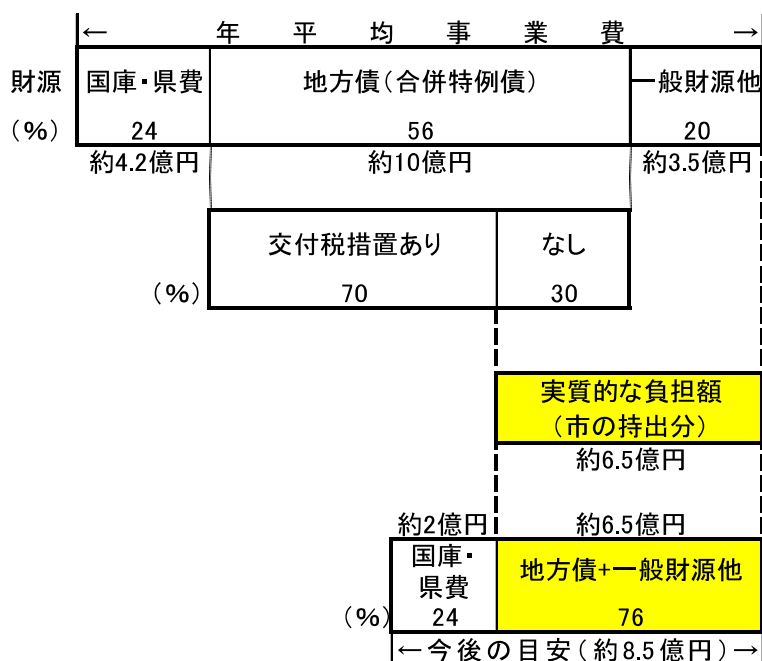 ← 年 平 均 事 業 費 →
財源 国庫・県費 地方債(合併特例債) 一般財源他
(%) 24 56 20
約4.2億円 約10億円 約3.5億円
交付税措置あり なし
(%) 70 30
実質的な負担額
(市の持出分)
約6.5億円
約2億円 約6.5億円
国庫・
県費
地方債+一般財源他
(%) 24 76
←今後の目安(約8.5億円)→